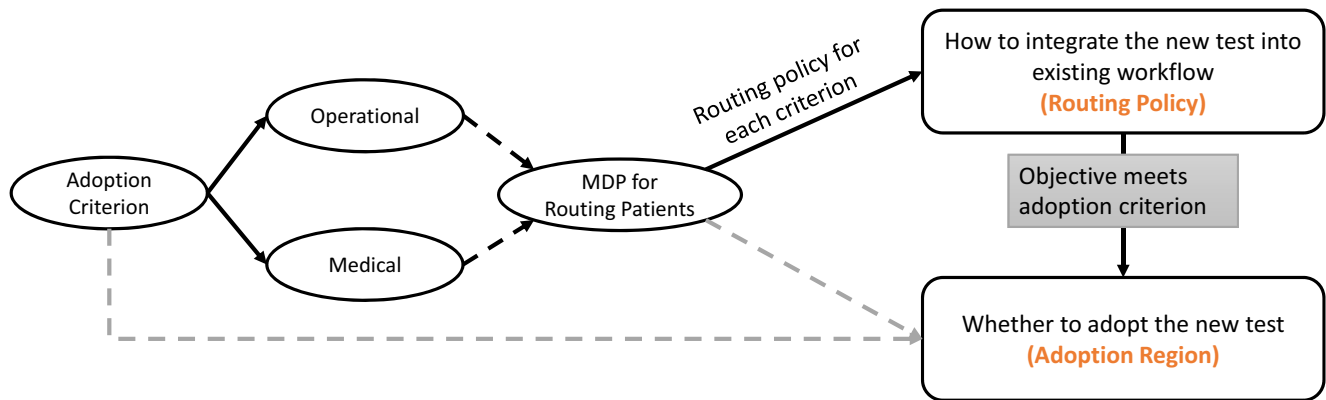 Adoption
Criterion
Operational
Medical
MDP for
Routing Patients
Routing policy for
each criterion
How to integrate the new test into
existing workflow
(Routing Policy)
Objective meets
adoption criterion
Whether to adopt the new test
(Adoption Region)